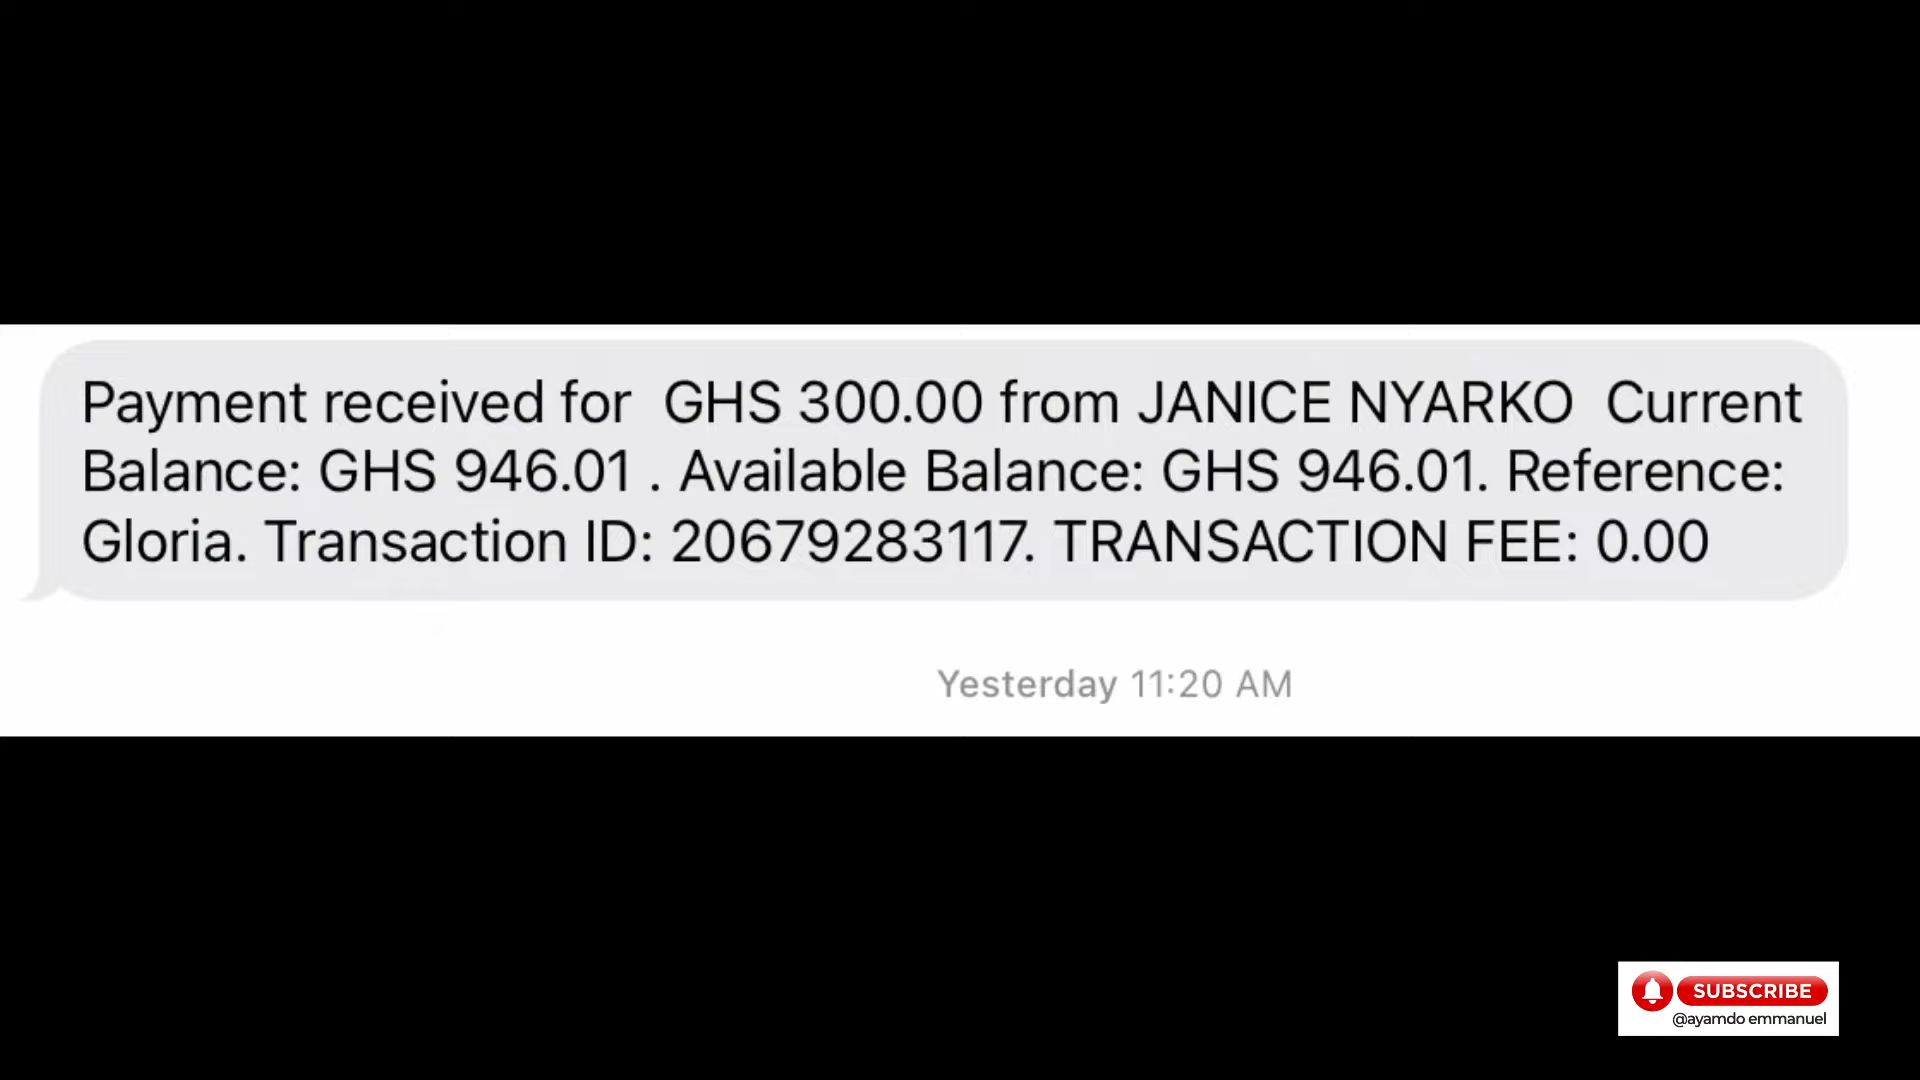 Payment received for  GHS 300.00 from JANICE NYARKO  Current
Balance: GHS 946.01 . Available Balance: GHS 946.01. Reference:
Gloria. Transaction ID: 20679283117. TRANSACTION FEE: 0.00
Yesterday 11:20 AM
SUBSCRIBE
@ayamdo emmanuel